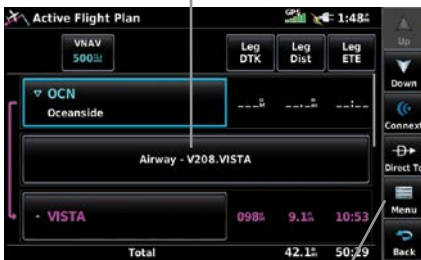 Active Flight Plan
GPS
1:48
Up
VNAV
500
Leg
DTK
Leg
Dist
Leg
ETE
Down
OCN
Oceanside
Connext
Airway - V208.VISTA
Direct To
VISTA
098
9.1
10:53
Menu
Total
42.1
50:29
Back